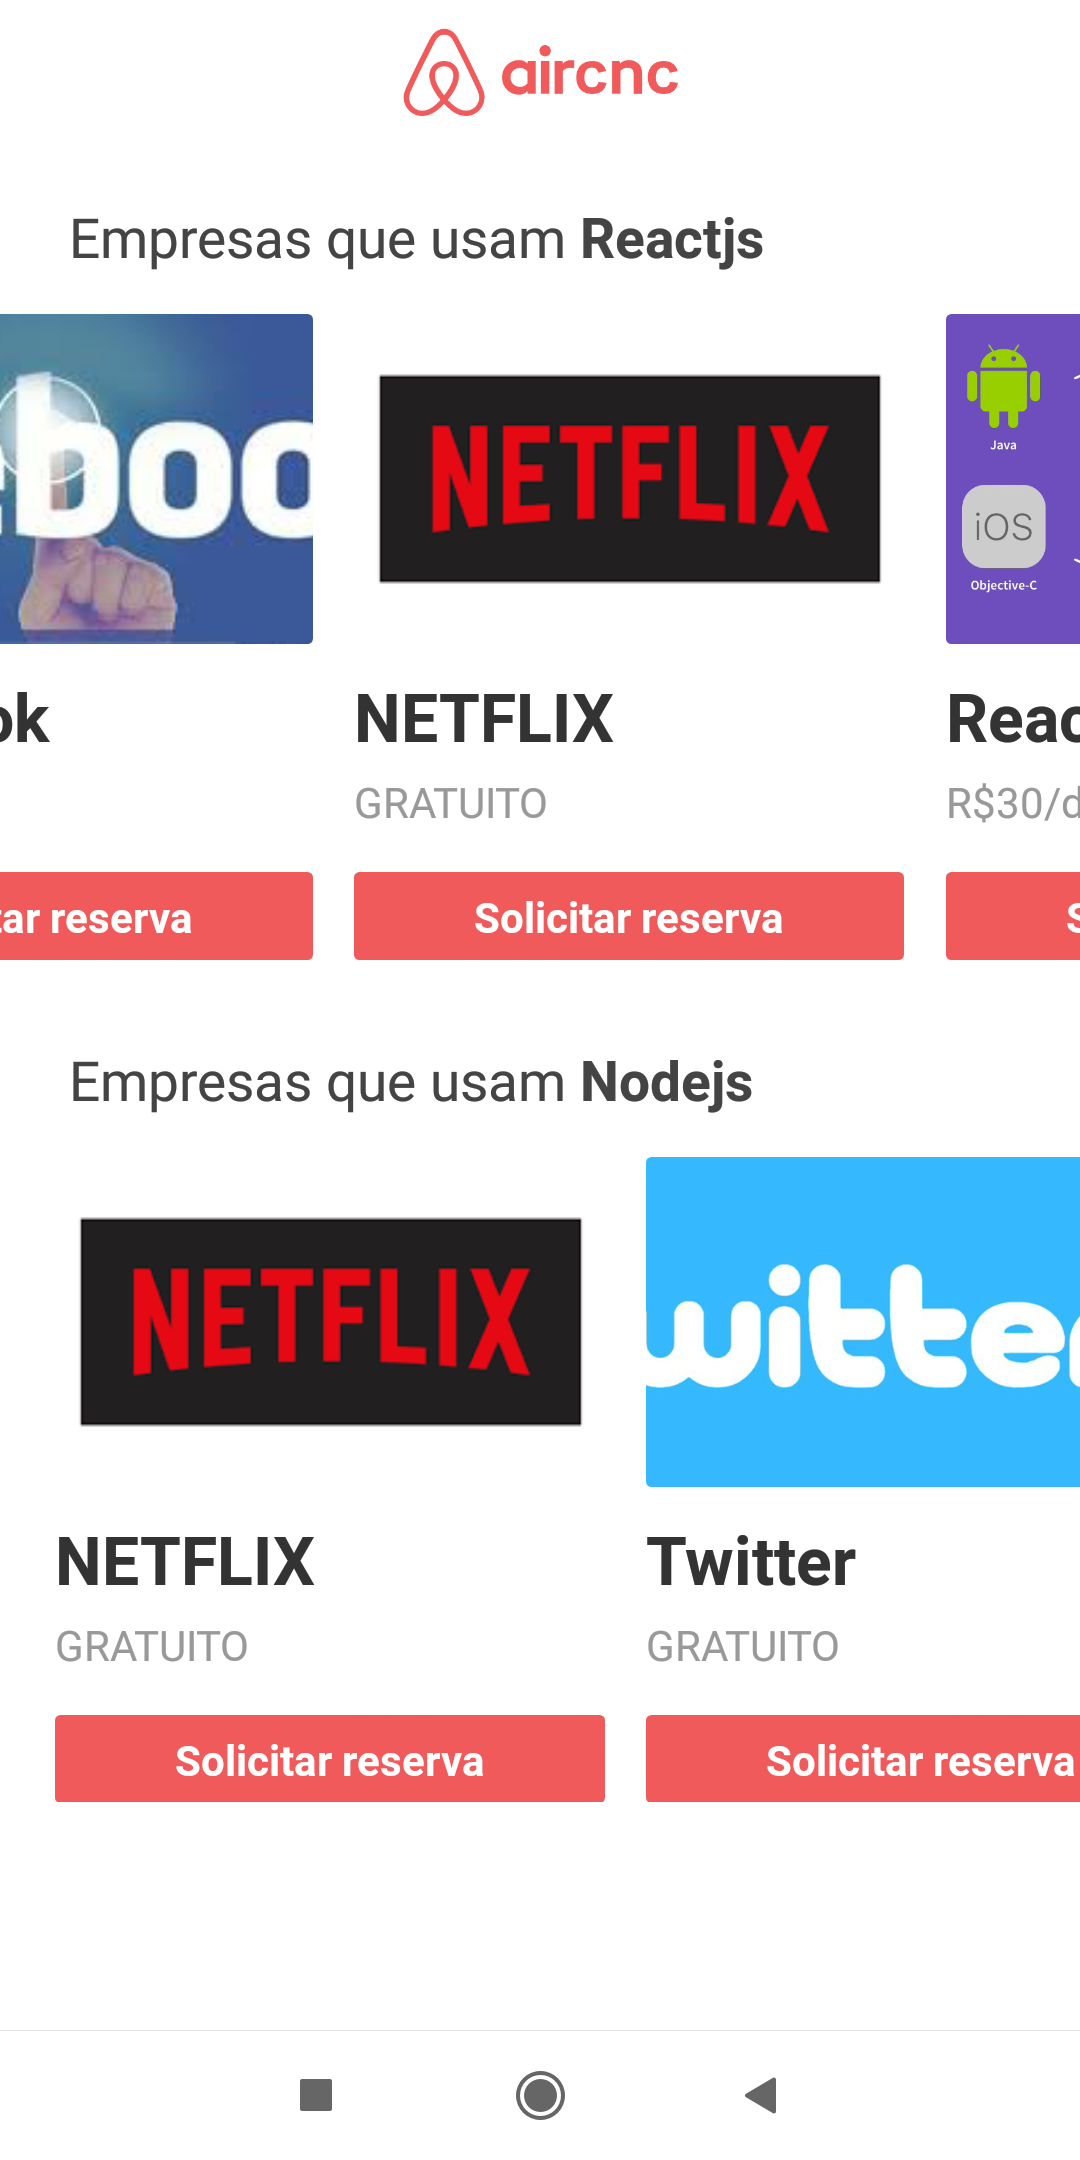 aircnc
Empresas que usam Reactjs
eboo
NETFLIX
Java
iOS
Objective-C
ok NETFLIX Reac
GRATUITO R$30/d
tar reserva Solicitar reserva S
Empresas que usam Nodejs
NETFLIX
witte
NETFLIX Twitter
GRATUITO GRATUITO
Solicitar reserva Solicitar reserva